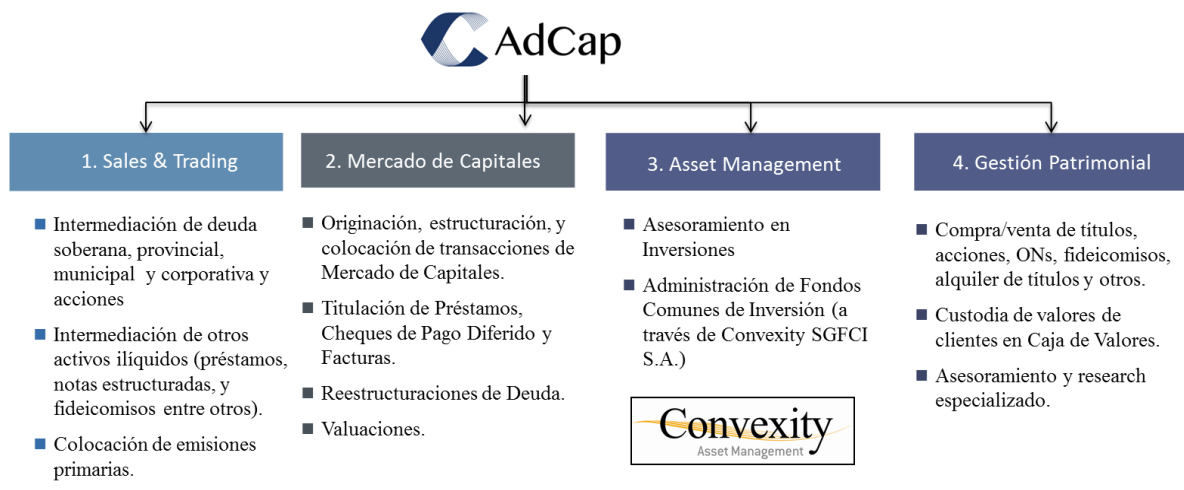 AdCap
1. Sales & Trading
Intermediación de deuda
soberana, provincial,
municipal y corporativa y
acciones
Intermediación de otros
activos ilíquidos (préstamos,
notas estructuradas, y
fideicomisos entre otros).
Colocación de emisiones
primarias.
2. Mercado de Capitales
Originación, estructuración, y
colocación de transacciones de
Mercado de Capitales.
Titulación de Préstamos,
Cheques de Pago Diferido y
Facturas.
Reestructuraciones de Deuda.
Valuaciones.
3. Asset Management
Asesoramiento en
Inversiones
Administración de Fondos
Comunes de Inversión (a
través de Convexity SGFCI
S.A.)
Convexity
Asset Management
4. Gestión Patrimonial
Compra/venta de títulos,
acciones, ONs, fideicomisos,
alquiler de títulos y otros.
Custodia de valores de
clientes en Caja de Valores.
Asesoramiento y research
especializado.